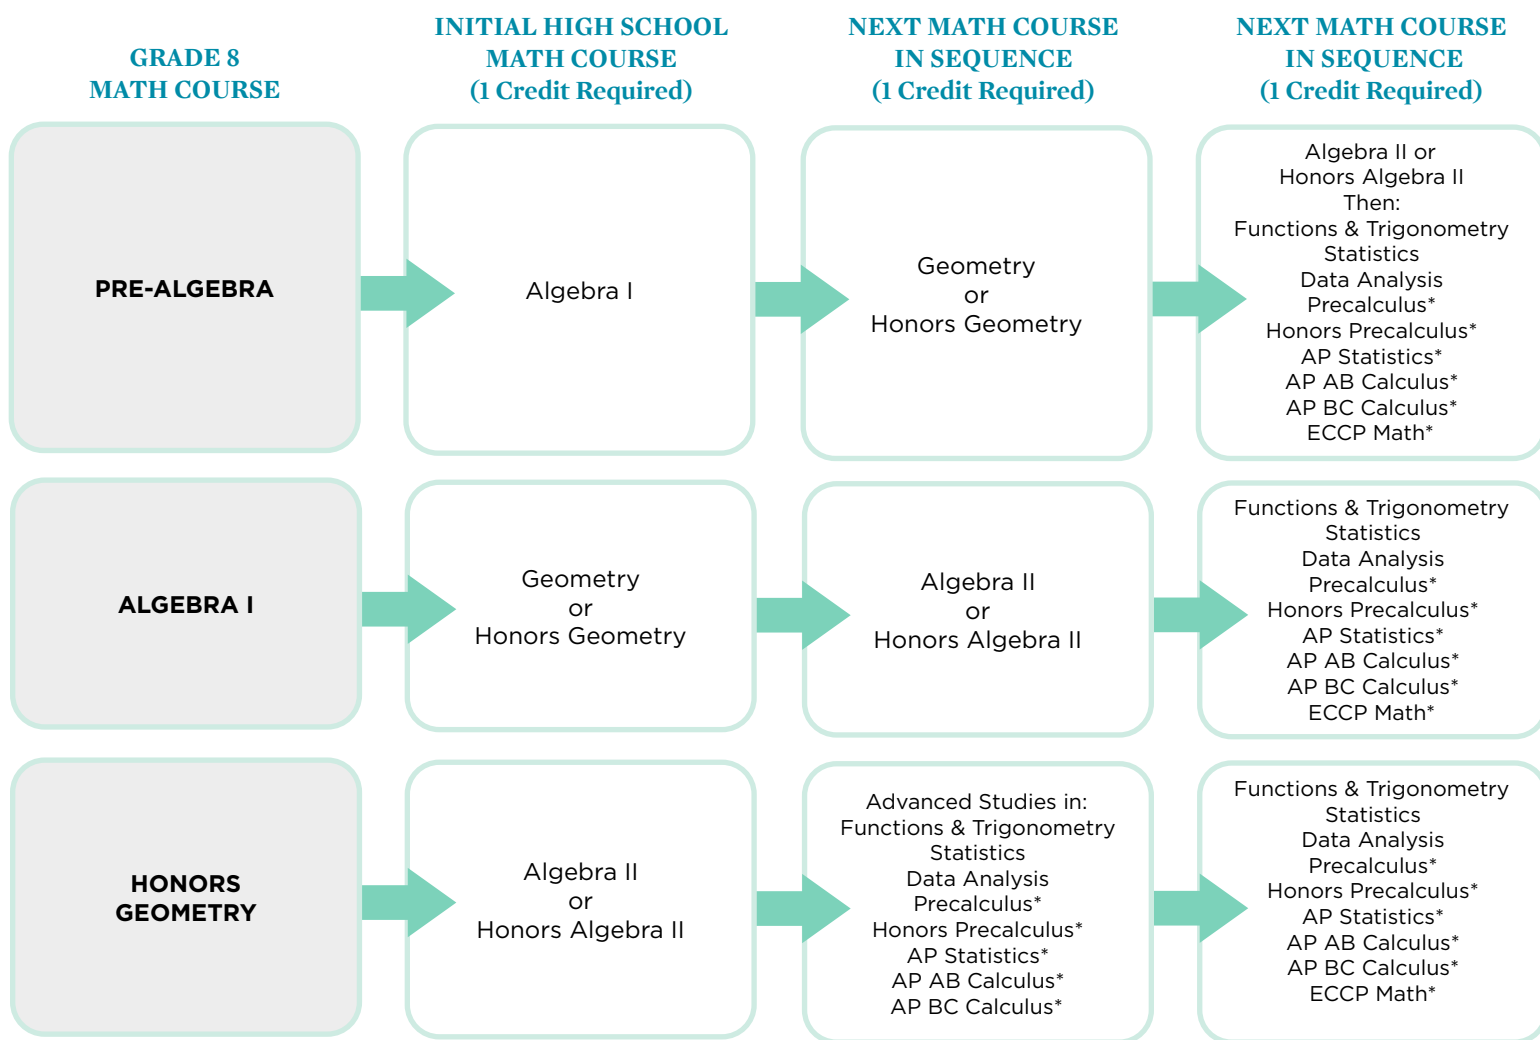 GRADE 8
MATH COURSE
INITIAL HIGH SCHOOL
MATH COURSE
(1 Credit Required)
NEXT MATH COURSE
IN SEQUENCE
(1 Credit Required)
NEXT MATH COURSE
IN SEQUENCE
(1 Credit Required)
PRE-ALGEBRA
Algebra I
Geometry
or
Honors Geometry
Algebra II or
Honors Algebra II
Then:
Functions & Trigonometry
Statistics
Data Analysis
Precalculus*
Honors Precalculus*
AP Statistics*
AP AB Calculus*
AP BC Calculus*
ECCP Math*
ALGEBRA I
Geometry
or
Honors Geometry
Algebra II
or
Honors Algebra II
Functions & Trigonometry
Statistics
Data Analysis
Precalculus*
Honors Precalculus*
AP Statistics*
AP AB Calculus*
AP BC Calculus*
ECCP Math*
HONORS
GEOMETRY
Algebra II
or
Honors Algebra II
Advanced Studies in:
Functions & Trigonometry
Statistics
Data Analysis
Precalculus*
Honors Precalculus*
AP Statistics*
AP AB Calculus*
AP BC Calculus*
Functions & Trigonometry
Statistics
Data Analysis
Precalculus*
Honors Precalculus*
AP Statistics*
AP AB Calculus*
AP BC Calculus*
ECCP Math*